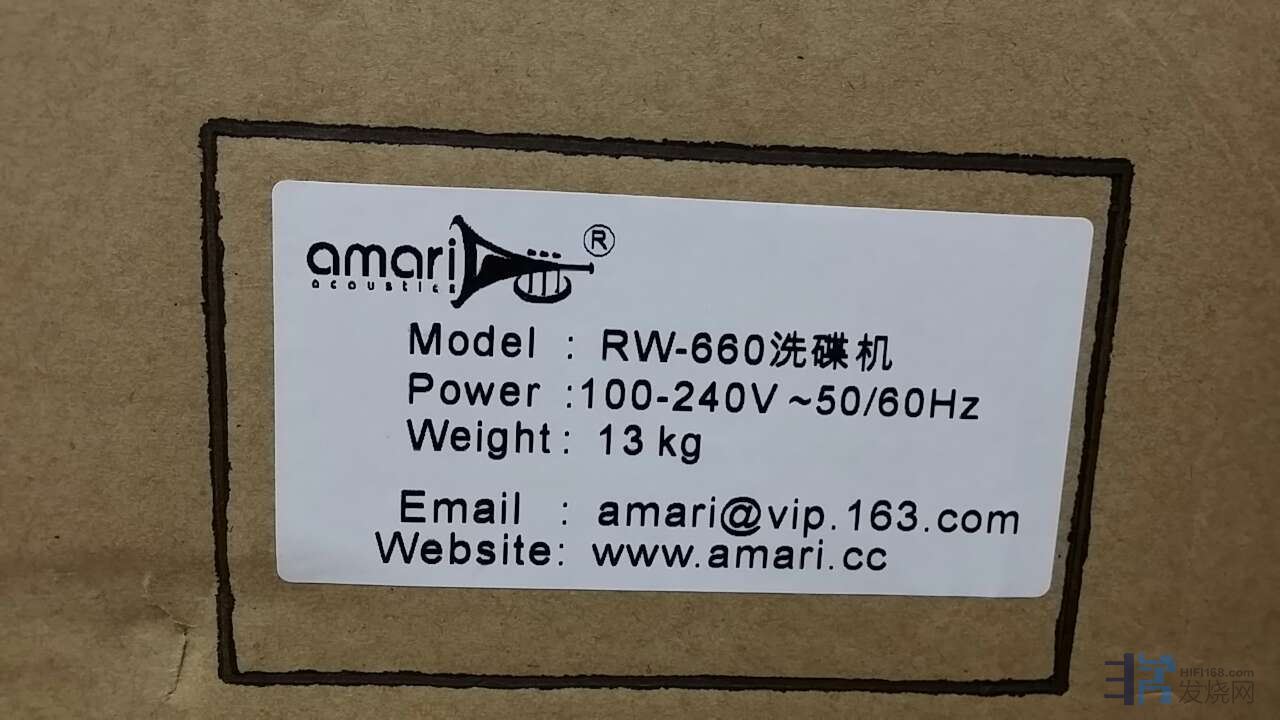 amari ®
acoustics
Model : RW-660洗碟机
Power :100-240V~50/60Hz
Weight: 13 kg
Email : amari@vip.163.com
Website: www.amari.cc
HIFI168.com
发烧网